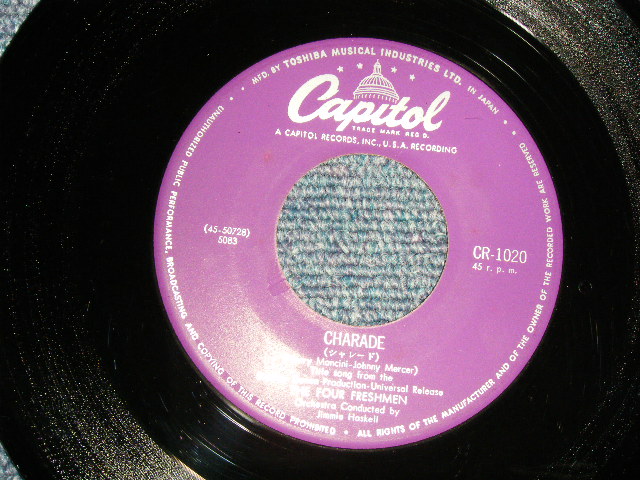 MFD. BY TOSHIBA MUSICAL INDUSTRIES LTD. IN JAPAN
Capitol
TRADE MARK REG D.
A CAPITOL RECORDS, INC., U.S.A. RECORDING
(45-50728)
5083
CR-1020
45 r. p. m.
CHARADE
(シャレード)
Mancini-Johnny Mercer)
Title song from the
Production-Universal Release
FOUR FRESHMEN
Orchestra Conducted by
Jimmie Haskell
UNAUTHORIZED PUBLIC PERFORMANCE, BROADCASTING AND COPYING OF THIS RECORD PROHIBITED • ALL RIGHTS OF THE MANUFACTURER AND OF THE OWNER OF THE RECORDED WORK ARE RESERVED